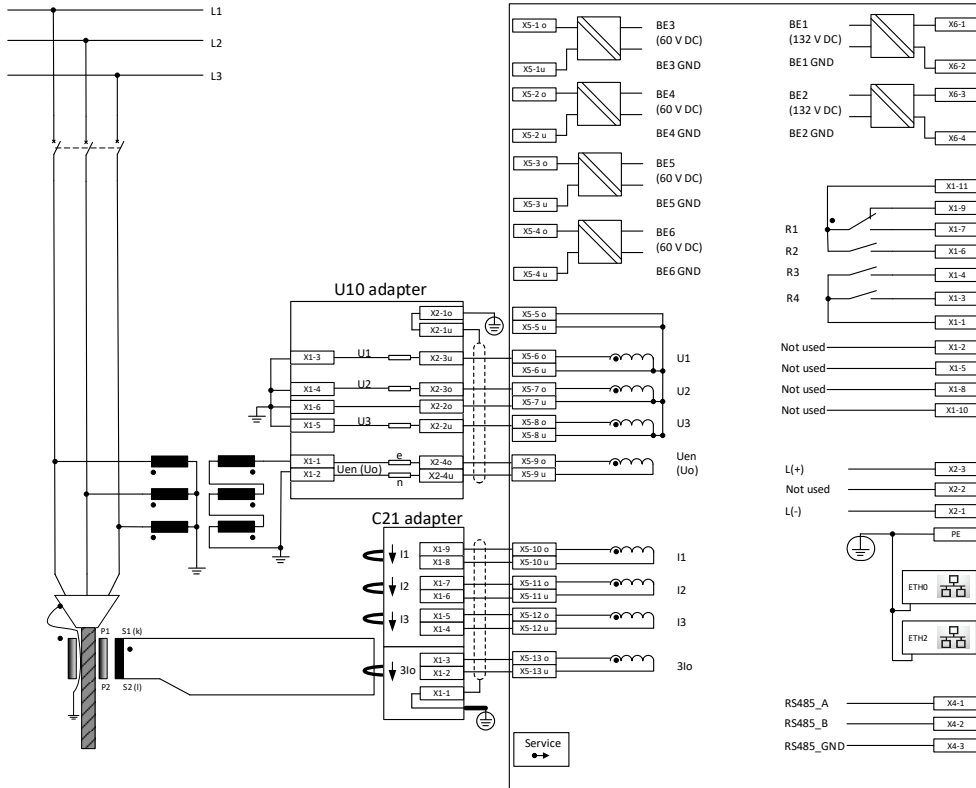 L1
L2
L3
X5-1 o
BE3
(60 V DC)
X5-1u
BE3 GND
X5-2 o
BE4
(60 V DC)
X5-2 u
BE4 GND
X5-3 o
BE5
(60 V DC)
X5-3 u
BE5 GND
X5-4 o
BE6
(60 V DC)
X5-4 u
BE6 GND
BE1
(132 V DC)
BE1 GND
X6-1
X6-2
BE2
(132 V DC)
BE2 GND
X6-3
X6-4
X1-11
X1-9
R1
X1-7
R2
X1-6
R3
X1-4
R4
X1-3
X1-1
Not used
X1-2
Not used
X1-5
Not used
X1-8
Not used
X1-10
U10 adapter
X2-1o
X2-1u
X1-3
U1
X2-3u
X1-4
U2
X2-3o
X1-6
X2-2o
X1-5
U3
X2-2u
X1-1
e
X2-4o
X1-2
Uen (Uo)
n
X2-4u
X5-5 o
X5-5 u
X5-6 o
X5-6 u
U1
X5-7 o
X5-7 u
U2
X5-8 o
X5-8 u
U3
X5-9 o
X5-9 u
Uen
(Uo)
L(+)
X2-3
Not used
X2-2
L(-)
X2-1
PE
ETH0
ETH2
C21 adapter
I1
X1-9
X1-8
I2
X1-7
X1-6
I3
X1-5
X1-4
3Io
X1-3
X1-2
X1-1
X5-10 o
X5-10 u
I1
X5-11 o
X5-11 u
I2
X5-12 o
X5-12 u
I3
X5-13 o
X5-13 u
3Io
P1
S1 (k)
P2
S2 (l)
Service
RS485_A
X4-1
RS485_B
X4-2
RS485_GND
X4-3